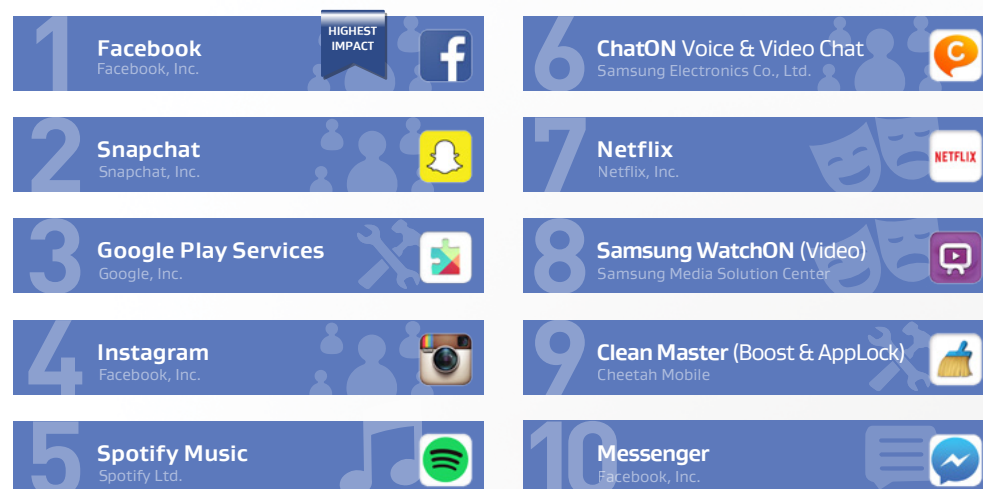 1
Facebook
Facebook, Inc.
HIGHEST
IMPACT
f
2
Snapchat
Snapchat, Inc.
3
Google Play Services
Google, Inc.
4
Instagram
Facebook, Inc.
5
Spotify Music
Spotify Ltd.
6
ChatON Voice & Video Chat
Samsung Electronics Co., Ltd.
C
7
Netflix
Netflix, Inc.
NETFLIX
8
Samsung WatchON (Video)
Samsung Media Solution Center
9
Clean Master (Boost & AppLock)
Cheetah Mobile
10
Messenger
Facebook, Inc.